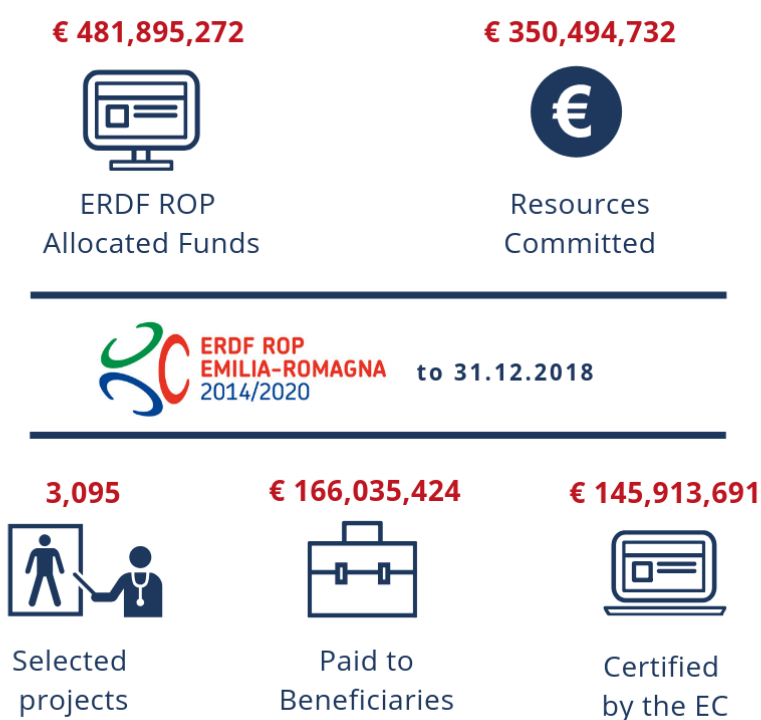 € 481,895,272
€ 350,494,732
€
ERDF ROP
Allocated Funds
Resources
Committed
ERDF ROP
EMILIA-ROMAGNA
2014/2020
to 31.12.2018
3,095
€ 166,035,424
€ 145,913,691
Selected
projects
Paid to
Beneficiaries
Certified
by the EC